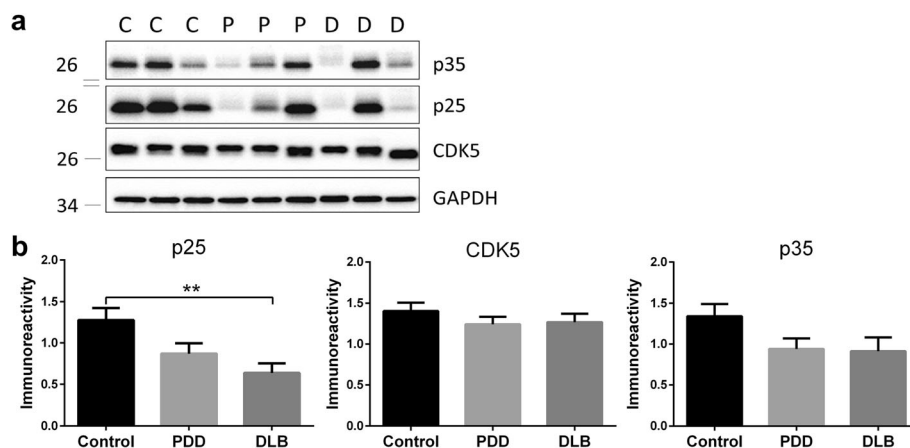 a
C C C P P P D D D
26 p35
26 p25
26 CDK5
34 GAPDH
b
p25
Immunoreactivity
2.0
1.5
1.0
0.5
0.0
**
Control PDD DLB
CDK5
Immunoreactivity
2.0
1.5
1.0
0.5
0.0
Control PDD DLB
p35
Immunoreactivity
2.0
1.5
1.0
0.5
0.0
Control PDD DLB